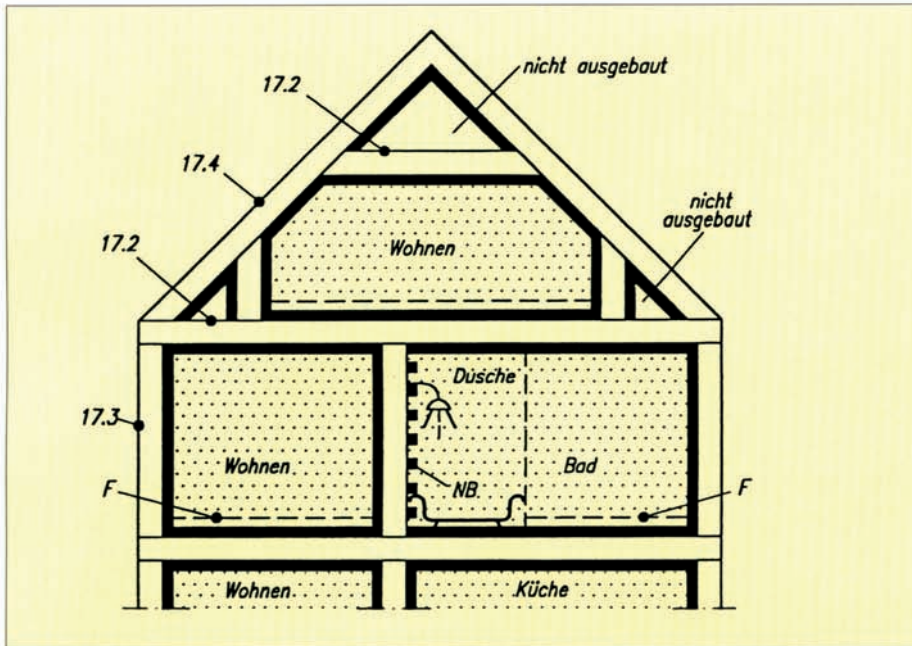 nicht ausgebaut
17.2
17.4
nicht
ausgebaut
17.2
Wohnen
Dusche
17.3
Wohnen
Bad
F
NB
F
Wohnen
Küche